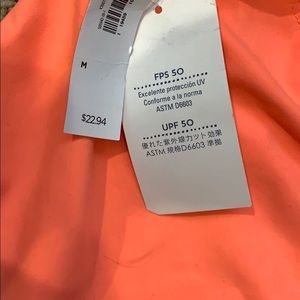 M
$22.94
FPS 50
Excelente protección UV
Conforme a la norma
ASTM D6603
UPF 50
優れた紫外線カット効果
ASTM 規格D6603 準拠